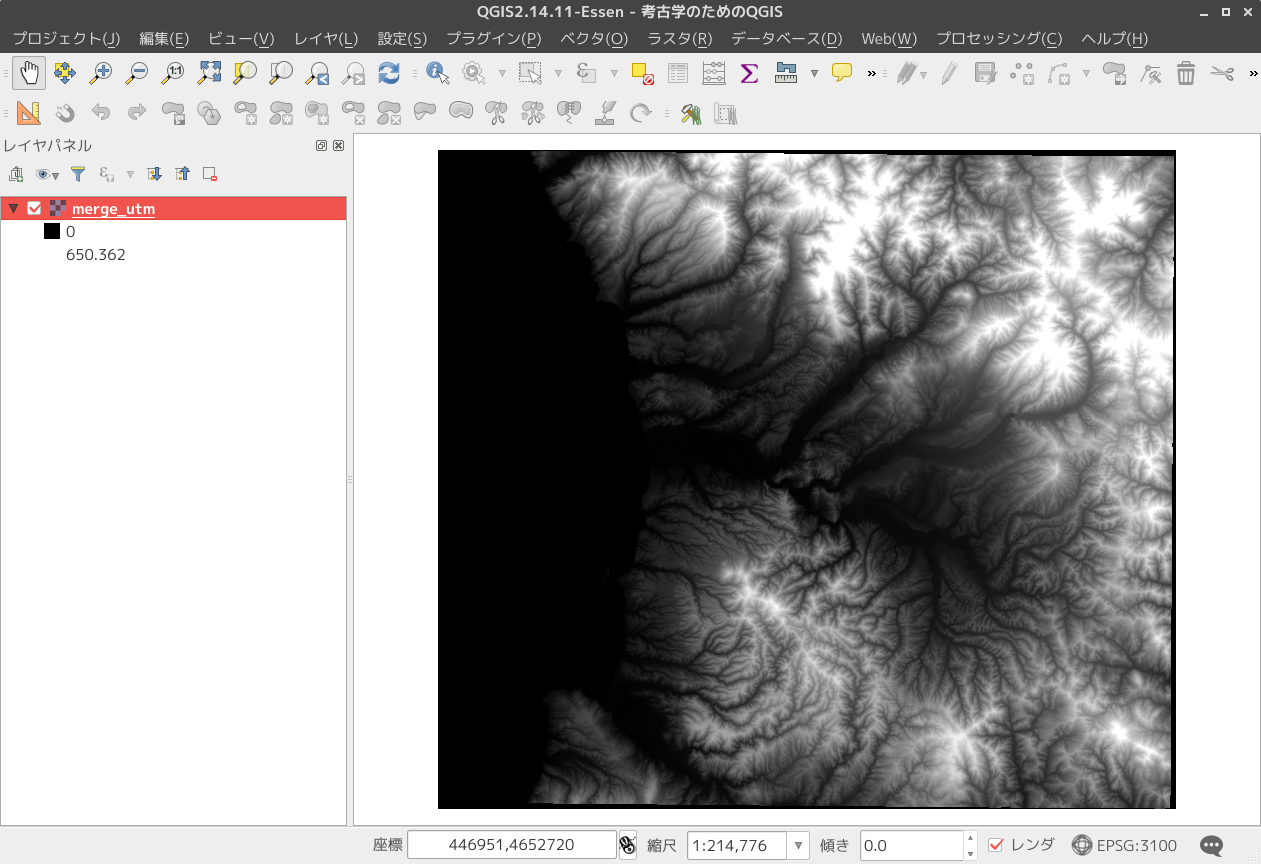 QGIS2.14.11-Essen - 考古学のためのQGIS
プロジェクト(J) 編集(E) ビュー(V) レイヤ(L) 設定(S) プラグイン(P) ベクタ(O) ラスタ(R) データベース(D) Web(W) プロセッシング(C) ヘルプ(H)
レイヤパネル
merge_utm
0
650.362
座標 446951,4652720 縮尺 1:214,776 傾き 0.0 レンダ EPSG:3100